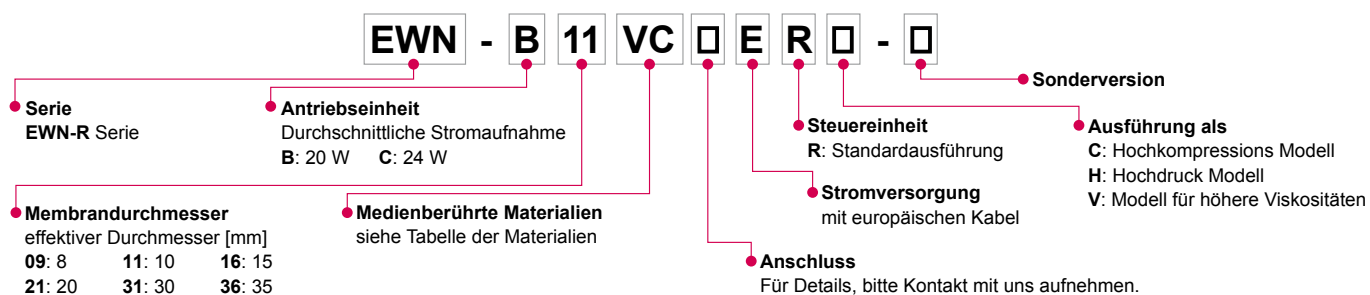 EWN - B 11 VC □ E R □ - □
Sonderversion
Serie
EWN-R Serie
Antriebseinheit
Durchschnittliche Stromaufnahme
B: 20 W C: 24 W
Steuereinheit
R: Standardausführung
Ausführung als
C: Hochkompressions Modell
H: Hochdruck Modell
V: Modell für höhere Viskositäten
Stromversorgung
mit europäischen Kabel
Membrandurchmesser
effektiver Durchmesser [mm]
09: 8 11: 10 16: 15
21: 20 31: 30 36: 35
Medienberührte Materialien
siehe Tabelle der Materialien
Anschluss
Für Details, bitte Kontakt mit uns aufnehmen.